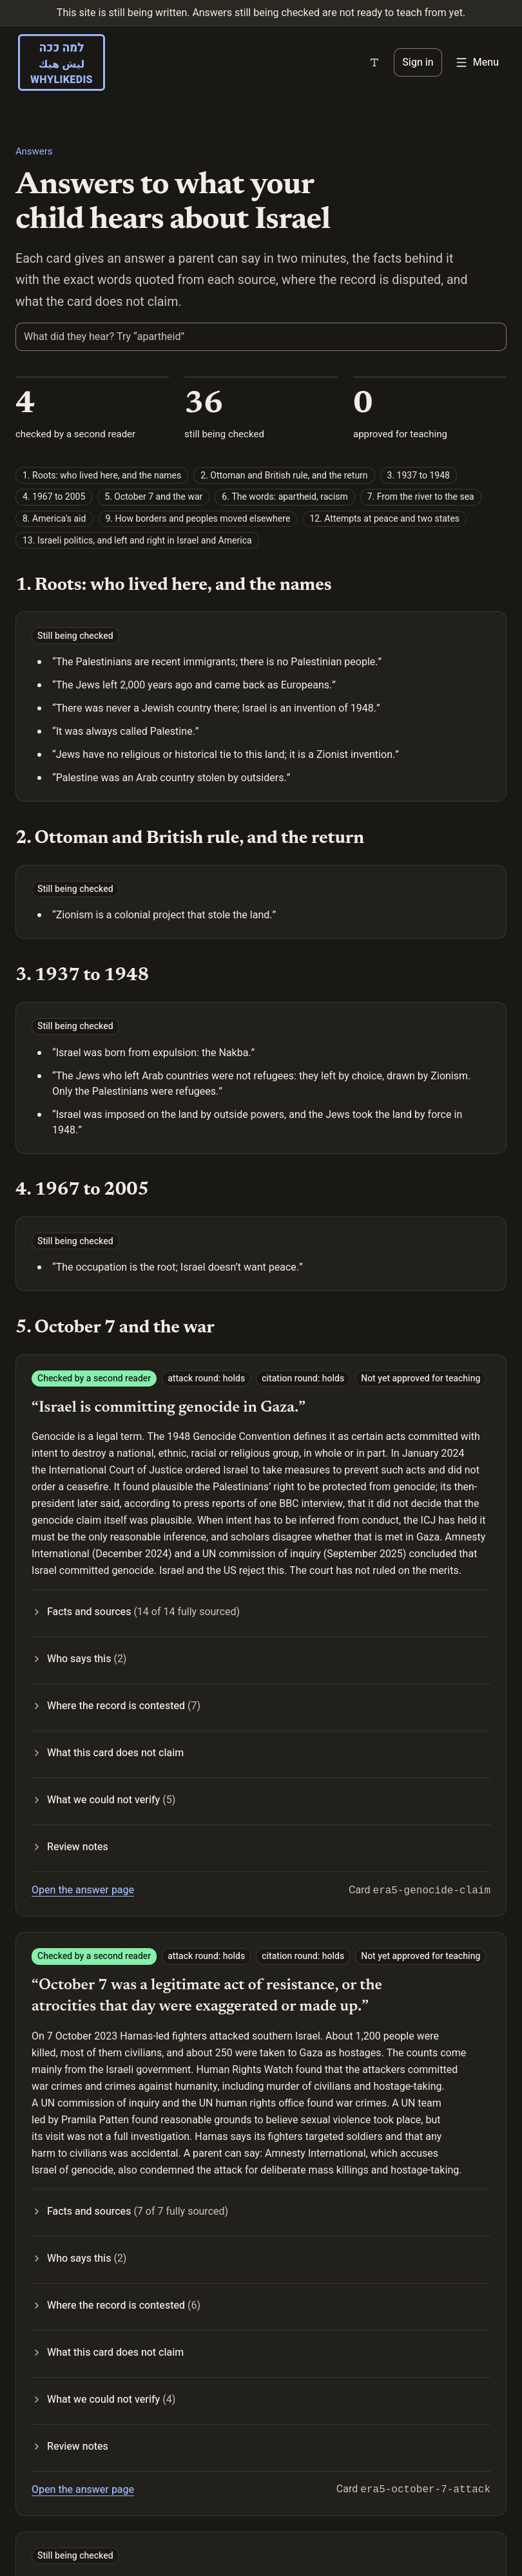 This site is still being written. Answers still being checked are not ready to teach from yet.
למה ככה
ليش هيك
WHYLIKEDIS
Sign in
Menu
Answers
Answers to what your
child hears about Israel
Each card gives an answer a parent can say in two minutes, the facts behind it
with the exact words quoted from each source, where the record is disputed, and
what the card does not claim.
What did they hear? Try “apartheid”
4
checked by a second reader
36
still being checked
0
approved for teaching
1. Roots: who lived here, and the names
2. Ottoman and British rule, and the return
3. 1937 to 1948
4. 1967 to 2005
5. October 7 and the war
6. The words: apartheid, racism
7. From the river to the sea
8. America's aid
9. How borders and peoples moved elsewhere
12. Attempts at peace and two states
13. Israeli politics, and left and right in Israel and America
1. Roots: who lived here, and the names
Still being checked
“The Palestinians are recent immigrants; there is no Palestinian people.”
“The Jews left 2,000 years ago and came back as Europeans.”
“There was never a Jewish country there; Israel is an invention of 1948.”
“It was always called Palestine.”
“Jews have no religious or historical tie to this land; it is a Zionist invention.”
“Palestine was an Arab country stolen by outsiders.”
2. Ottoman and British rule, and the return
Still being checked
“Zionism is a colonial project that stole the land.”
3. 1937 to 1948
Still being checked
“Israel was born from expulsion: the Nakba.”
“The Jews who left Arab countries were not refugees: they left by choice, drawn by Zionism.
Only the Palestinians were refugees.”
“Israel was imposed on the land by outside powers, and the Jews took the land by force in
1948.”
4. 1967 to 2005
Still being checked
“The occupation is the root; Israel doesn’t want peace.”
5. October 7 and the war
Checked by a second reader
attack round: holds
citation round: holds
Not yet approved for teaching
“Israel is committing genocide in Gaza.”
Genocide is a legal term. The 1948 Genocide Convention defines it as certain acts committed with
intent to destroy a national, ethnic, racial or religious group, in whole or in part. In January 2024
the International Court of Justice ordered Israel to take measures to prevent such acts and did not
order a ceasefire. It found plausible the Palestinians’ right to be protected from genocide; its then-
president later said, according to press reports of one BBC interview, that it did not decide that the
genocide claim itself was plausible. When intent has to be inferred from conduct, the ICJ has held it
must be the only reasonable inference, and scholars disagree whether that is met in Gaza. Amnesty
International (December 2024) and a UN commission of inquiry (September 2025) concluded that
Israel committed genocide. Israel and the US reject this. The court has not ruled on the merits.
Facts and sources (14 of 14 fully sourced)
Who says this (2)
Where the record is contested (7)
What this card does not claim
What we could not verify (5)
Review notes
Open the answer page
Card era5-genocide-claim
Checked by a second reader
attack round: holds
citation round: holds
Not yet approved for teaching
“October 7 was a legitimate act of resistance, or the
atrocities that day were exaggerated or made up.”
On 7 October 2023 Hamas-led fighters attacked southern Israel. About 1,200 people were
killed, most of them civilians, and about 250 were taken to Gaza as hostages. The counts come
mainly from the Israeli government. Human Rights Watch found that the attackers committed
war crimes and crimes against humanity, including murder of civilians and hostage-taking.
A UN commission of inquiry and the UN human rights office found war crimes. A UN team
led by Pramila Patten found reasonable grounds to believe sexual violence took place, but
its visit was not a full investigation. Hamas says its fighters targeted soldiers and that any
harm to civilians was accidental. A parent can say: Amnesty International, which accuses
Israel of genocide, also condemned the attack for deliberate mass killings and hostage-taking.
Facts and sources (7 of 7 fully sourced)
Who says this (2)
Where the record is contested (6)
What this card does not claim
What we could not verify (4)
Review notes
Open the answer page
Card era5-october-7-attack
Still being checked